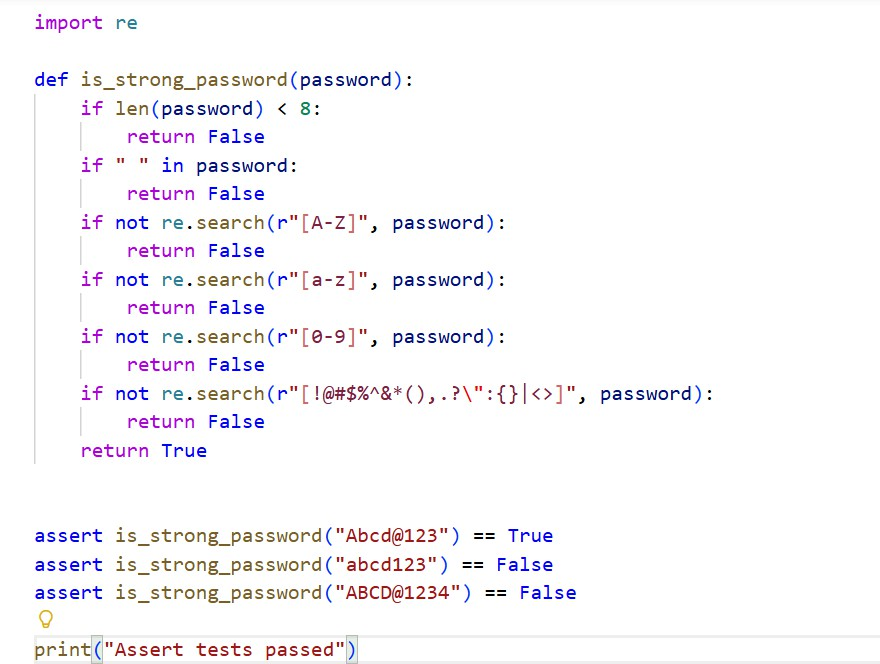 import re
def is_strong_password(password):
    if len(password) < 8:
        return False
    if " " in password:
        return False
    if not re.search(r"[A-Z]", password):
        return False
    if not re.search(r"[a-z]", password):
        return False
    if not re.search(r"[0-9]", password):
        return False
    if not re.search(r"[!@#$%^&*(),.?\":{}|<>]", password):
        return False
    return True
assert is_strong_password("Abcd@123") == True
assert is_strong_password("abcd123") == False
assert is_strong_password("ABCD@1234") == False
print("Assert tests passed")